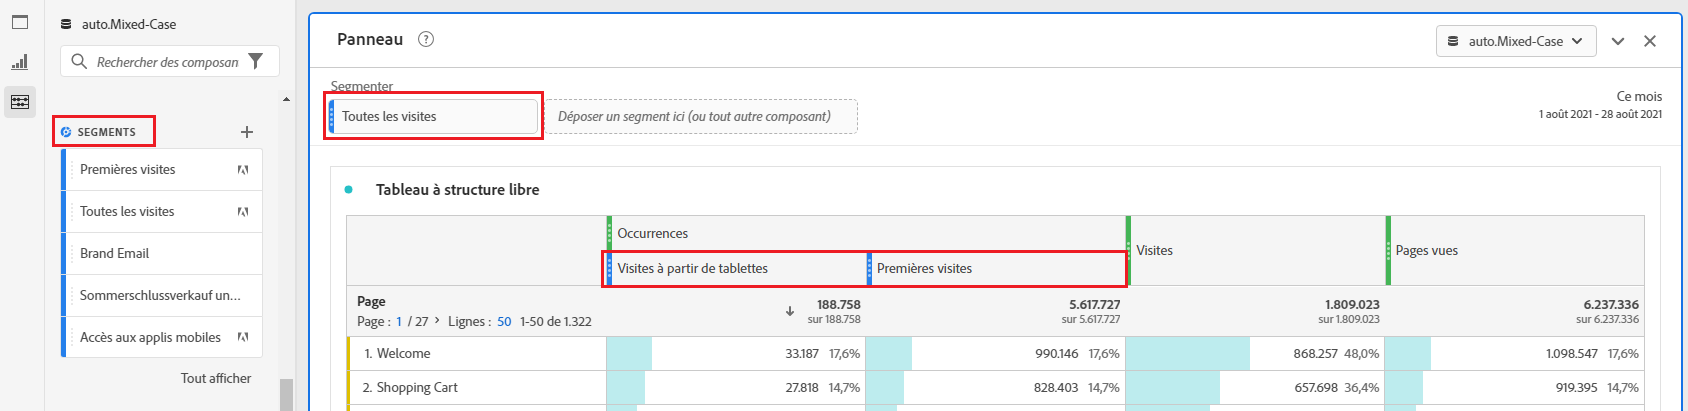 auto.Mixed-Case
Rechercher des composan
SEGMENTS
Premières visites
Toutes les visites
Brand Email
Sommerschlussverkauf un...
Accès aux applis mobiles
Tout afficher
Panneau ?
auto.Mixed-Case
Segmenter
Toutes les visites
Déposer un segment ici (ou tout autre composant)
Ce mois
1 août 2021 - 28 août 2021
Tableau à structure libre
Occurrences
Visites
Pages vues
Visites à partir de tablettes
Premières visites
Page
Page : 1 / 27 > Lignes : 50 1-50 de 1.322
188.758
sur 188.758
5.617.727
sur 5.617.727
1.809.023
sur 1.809.023
6.237.336
sur 6.237.336
1. Welcome 33.187 17,6% 990.146 17,6% 868.257 48,0% 1.098.547 17,6%
2. Shopping Cart 27.818 14,7% 828.403 14,7% 657.698 36,4% 919.395 14,7%